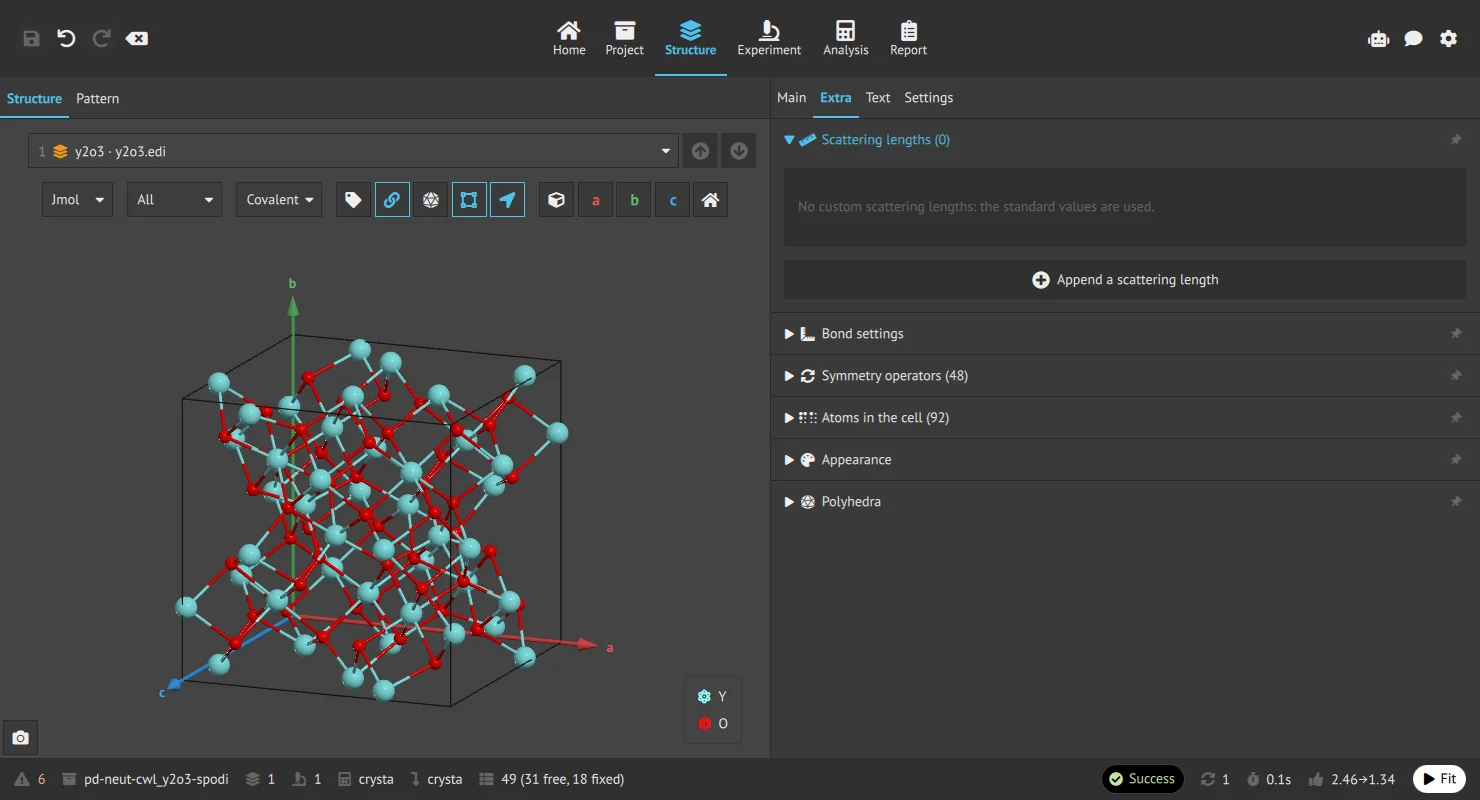 Home
Project
Structure
Experiment
Analysis
Report
Structure
Pattern
Main
Extra
Text
Settings
1 y2o3 · y2o3.edi
Jmol
All
Covalent
a
b
c
b
a
c
Y
O
Scattering lengths (0)
No custom scattering lengths: the standard values are used.
Append a scattering length
Bond settings
Symmetry operators (48)
Atoms in the cell (92)
Appearance
Polyhedra
6
pd-neut-cwl_y2o3-spodi
1
1
crysta
crysta
49 (31 free, 18 fixed)
Success
1
0.1s
2.46→1.34
Fit